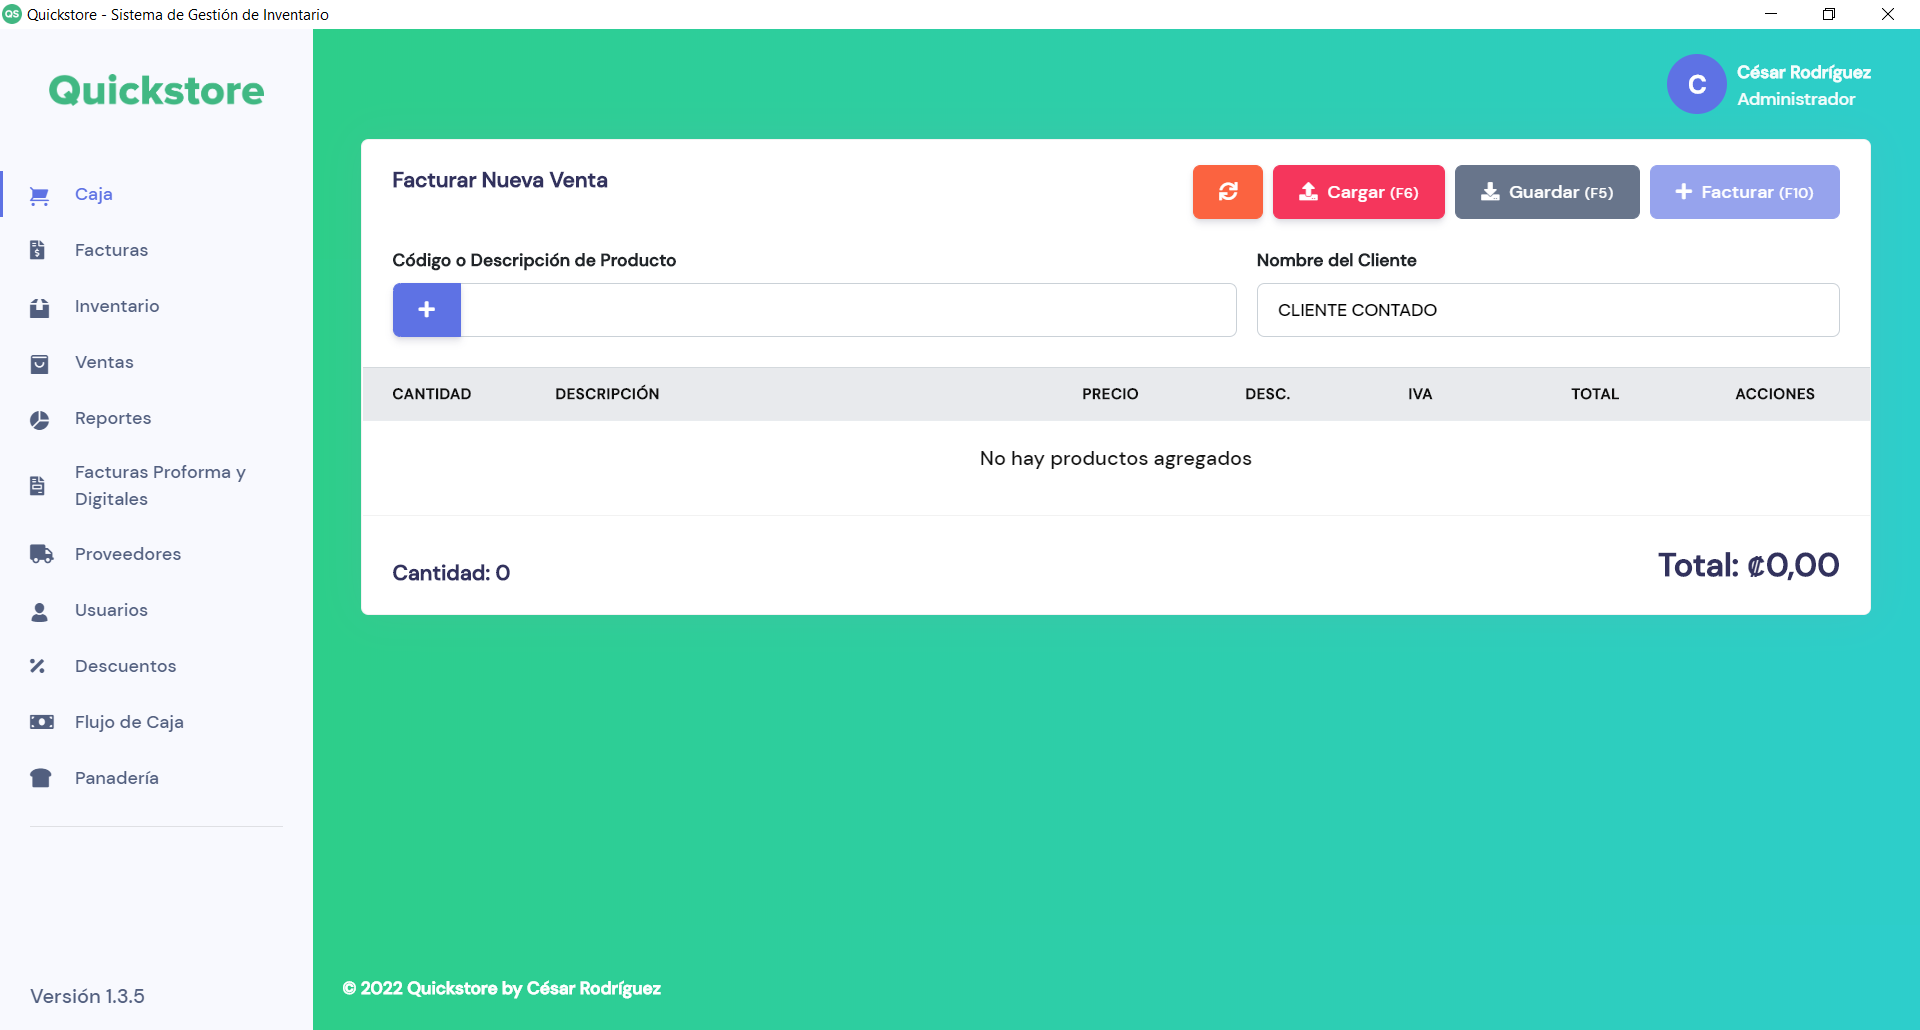 QS Quickstore - Sistema de Gestión de Inventario
Quickstore
Caja
Facturas
Inventario
Ventas
Reportes
Facturas Proforma y
Digitales
Proveedores
Usuarios
Descuentos
Flujo de Caja
Panadería
Versión 1.3.5
C
César Rodríguez
Administrador
Facturar Nueva Venta
Cargar (F6)
Guardar (F5)
Facturar (F10)
Código o Descripción de Producto
Nombre del Cliente
CLIENTE CONTADO
CANTIDAD DESCRIPCIÓN PRECIO DESC. IVA TOTAL ACCIONES
No hay productos agregados
Cantidad: 0
Total: ₡0,00
© 2022 Quickstore by César Rodríguez